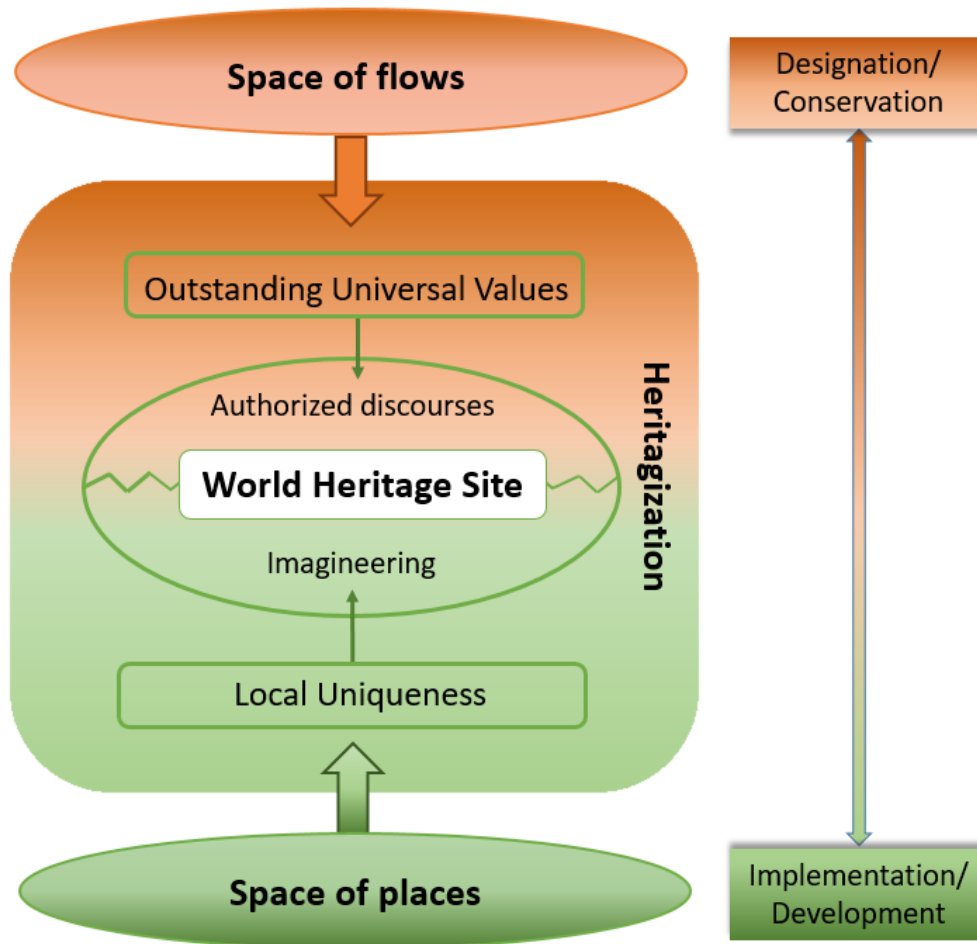 Space of flows
Designation/
Conservation
Outstanding Universal Values
Authorized discourses
World Heritage Site
Heritagization
Imagineering
Local Uniqueness
Space of places
Implementation/
Development